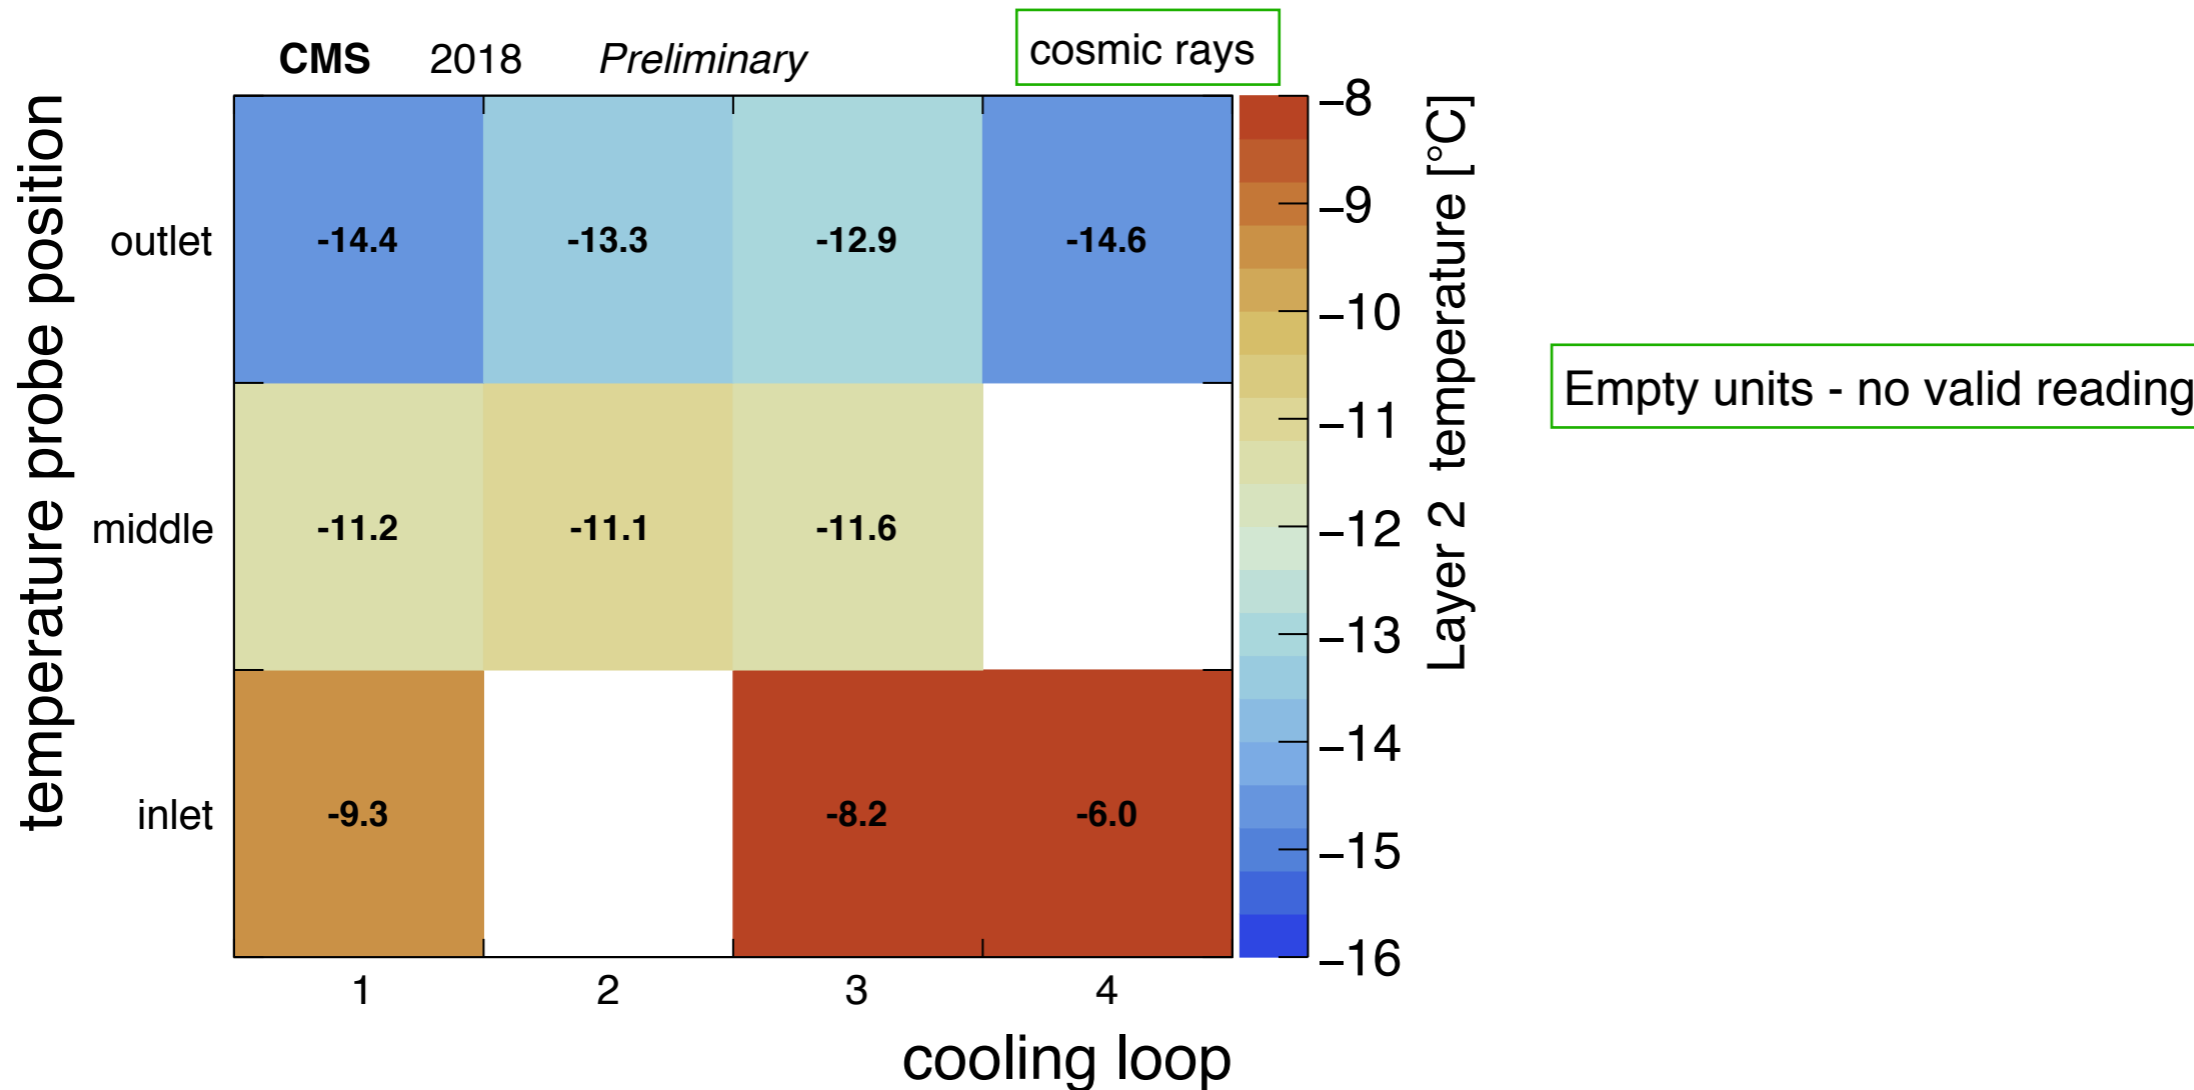 CMS 2018 Preliminary
cosmic rays
temperature probe position
outlet
middle
inlet
-14.4 -13.3 -12.9 -14.6
-11.2 -11.1 -11.6
-9.3 -8.2 -6.0
1 2 3 4
cooling loop
−8
−9
−10
−11
−12
−13
−14
−15
−16
Layer 2 temperature [°C]
Empty units - no valid reading